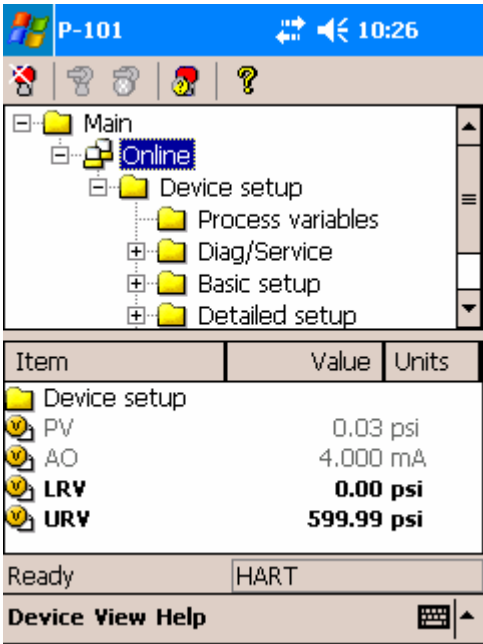 P-101 10:26
Main
Online
Device setup
Process variables
Diag/Service
Basic setup
Detailed setup
Item Value Units
Device setup
PV 0.03 psi
AO 4.000 mA
LRV 0.00 psi
URV 599.99 psi
Ready HART
Device View Help